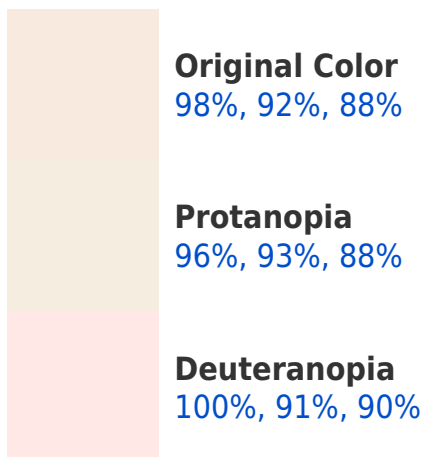 Original Color
98%, 92%, 88%
Protanopia
96%, 93%, 88%
Deuteranopia
100%, 91%, 90%